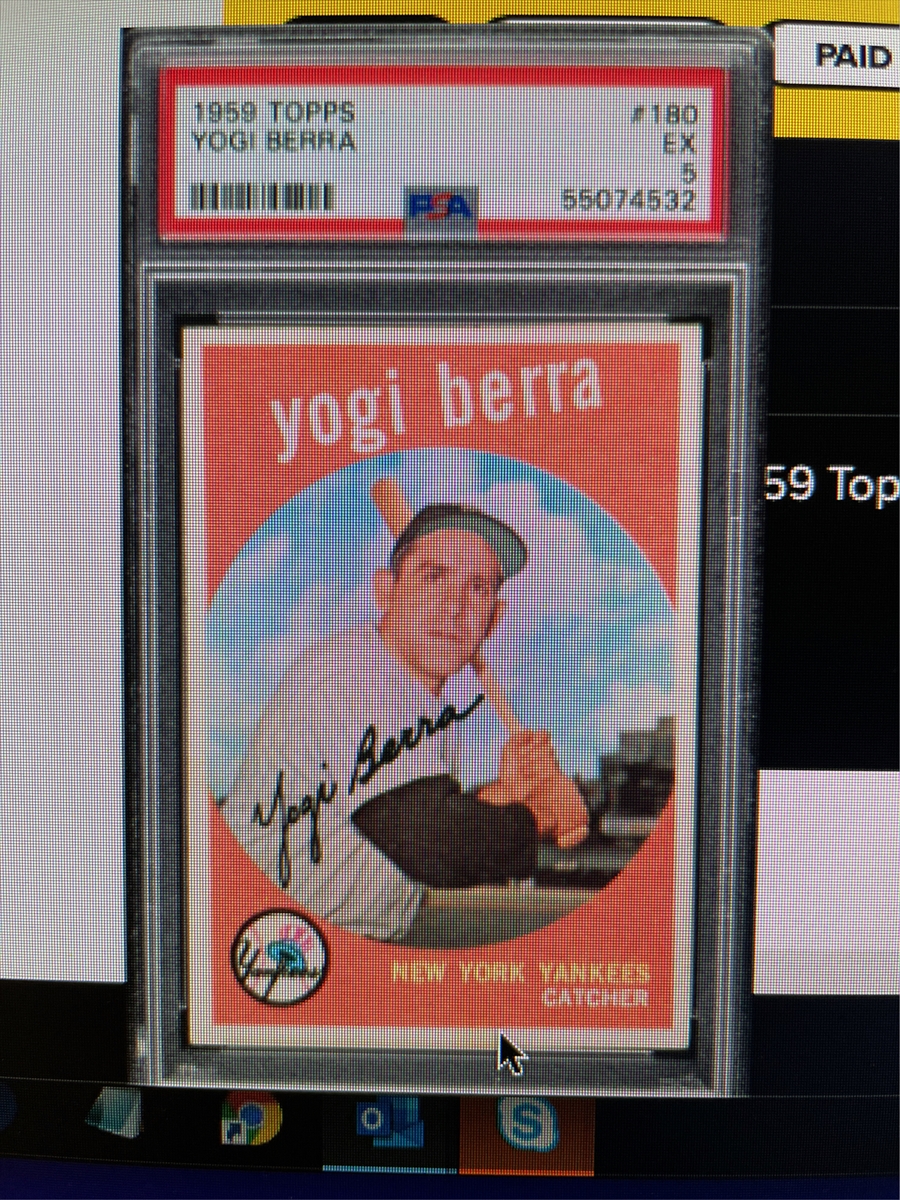 PAID
1959 TOPPS #180
YOGI BERRA EX
5
PSA 55074532
yogi berra
59 Top
Yogi Berra
Yankees
NEW YORK YANKEES
CATCHER
O
S